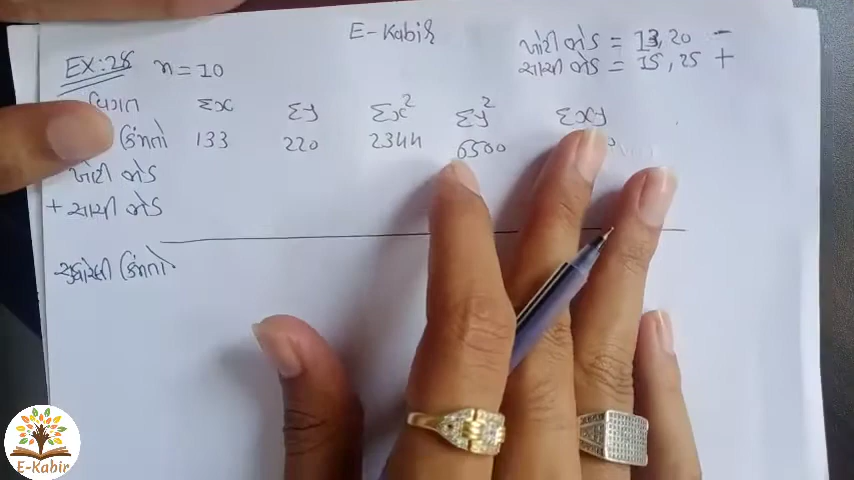 E-Kabir
ખોટી જોડ = 13, 20 -
સાચી જોડ = 15, 25 +
EX:28 n=10
વિગત Σx Σy Σx² Σy² Σxy
કિંમતો 133 220 2344 6500
ખોટી જોડ
+ સાચી જોડ
સુધારેલી કિંમતો
E-Kabir